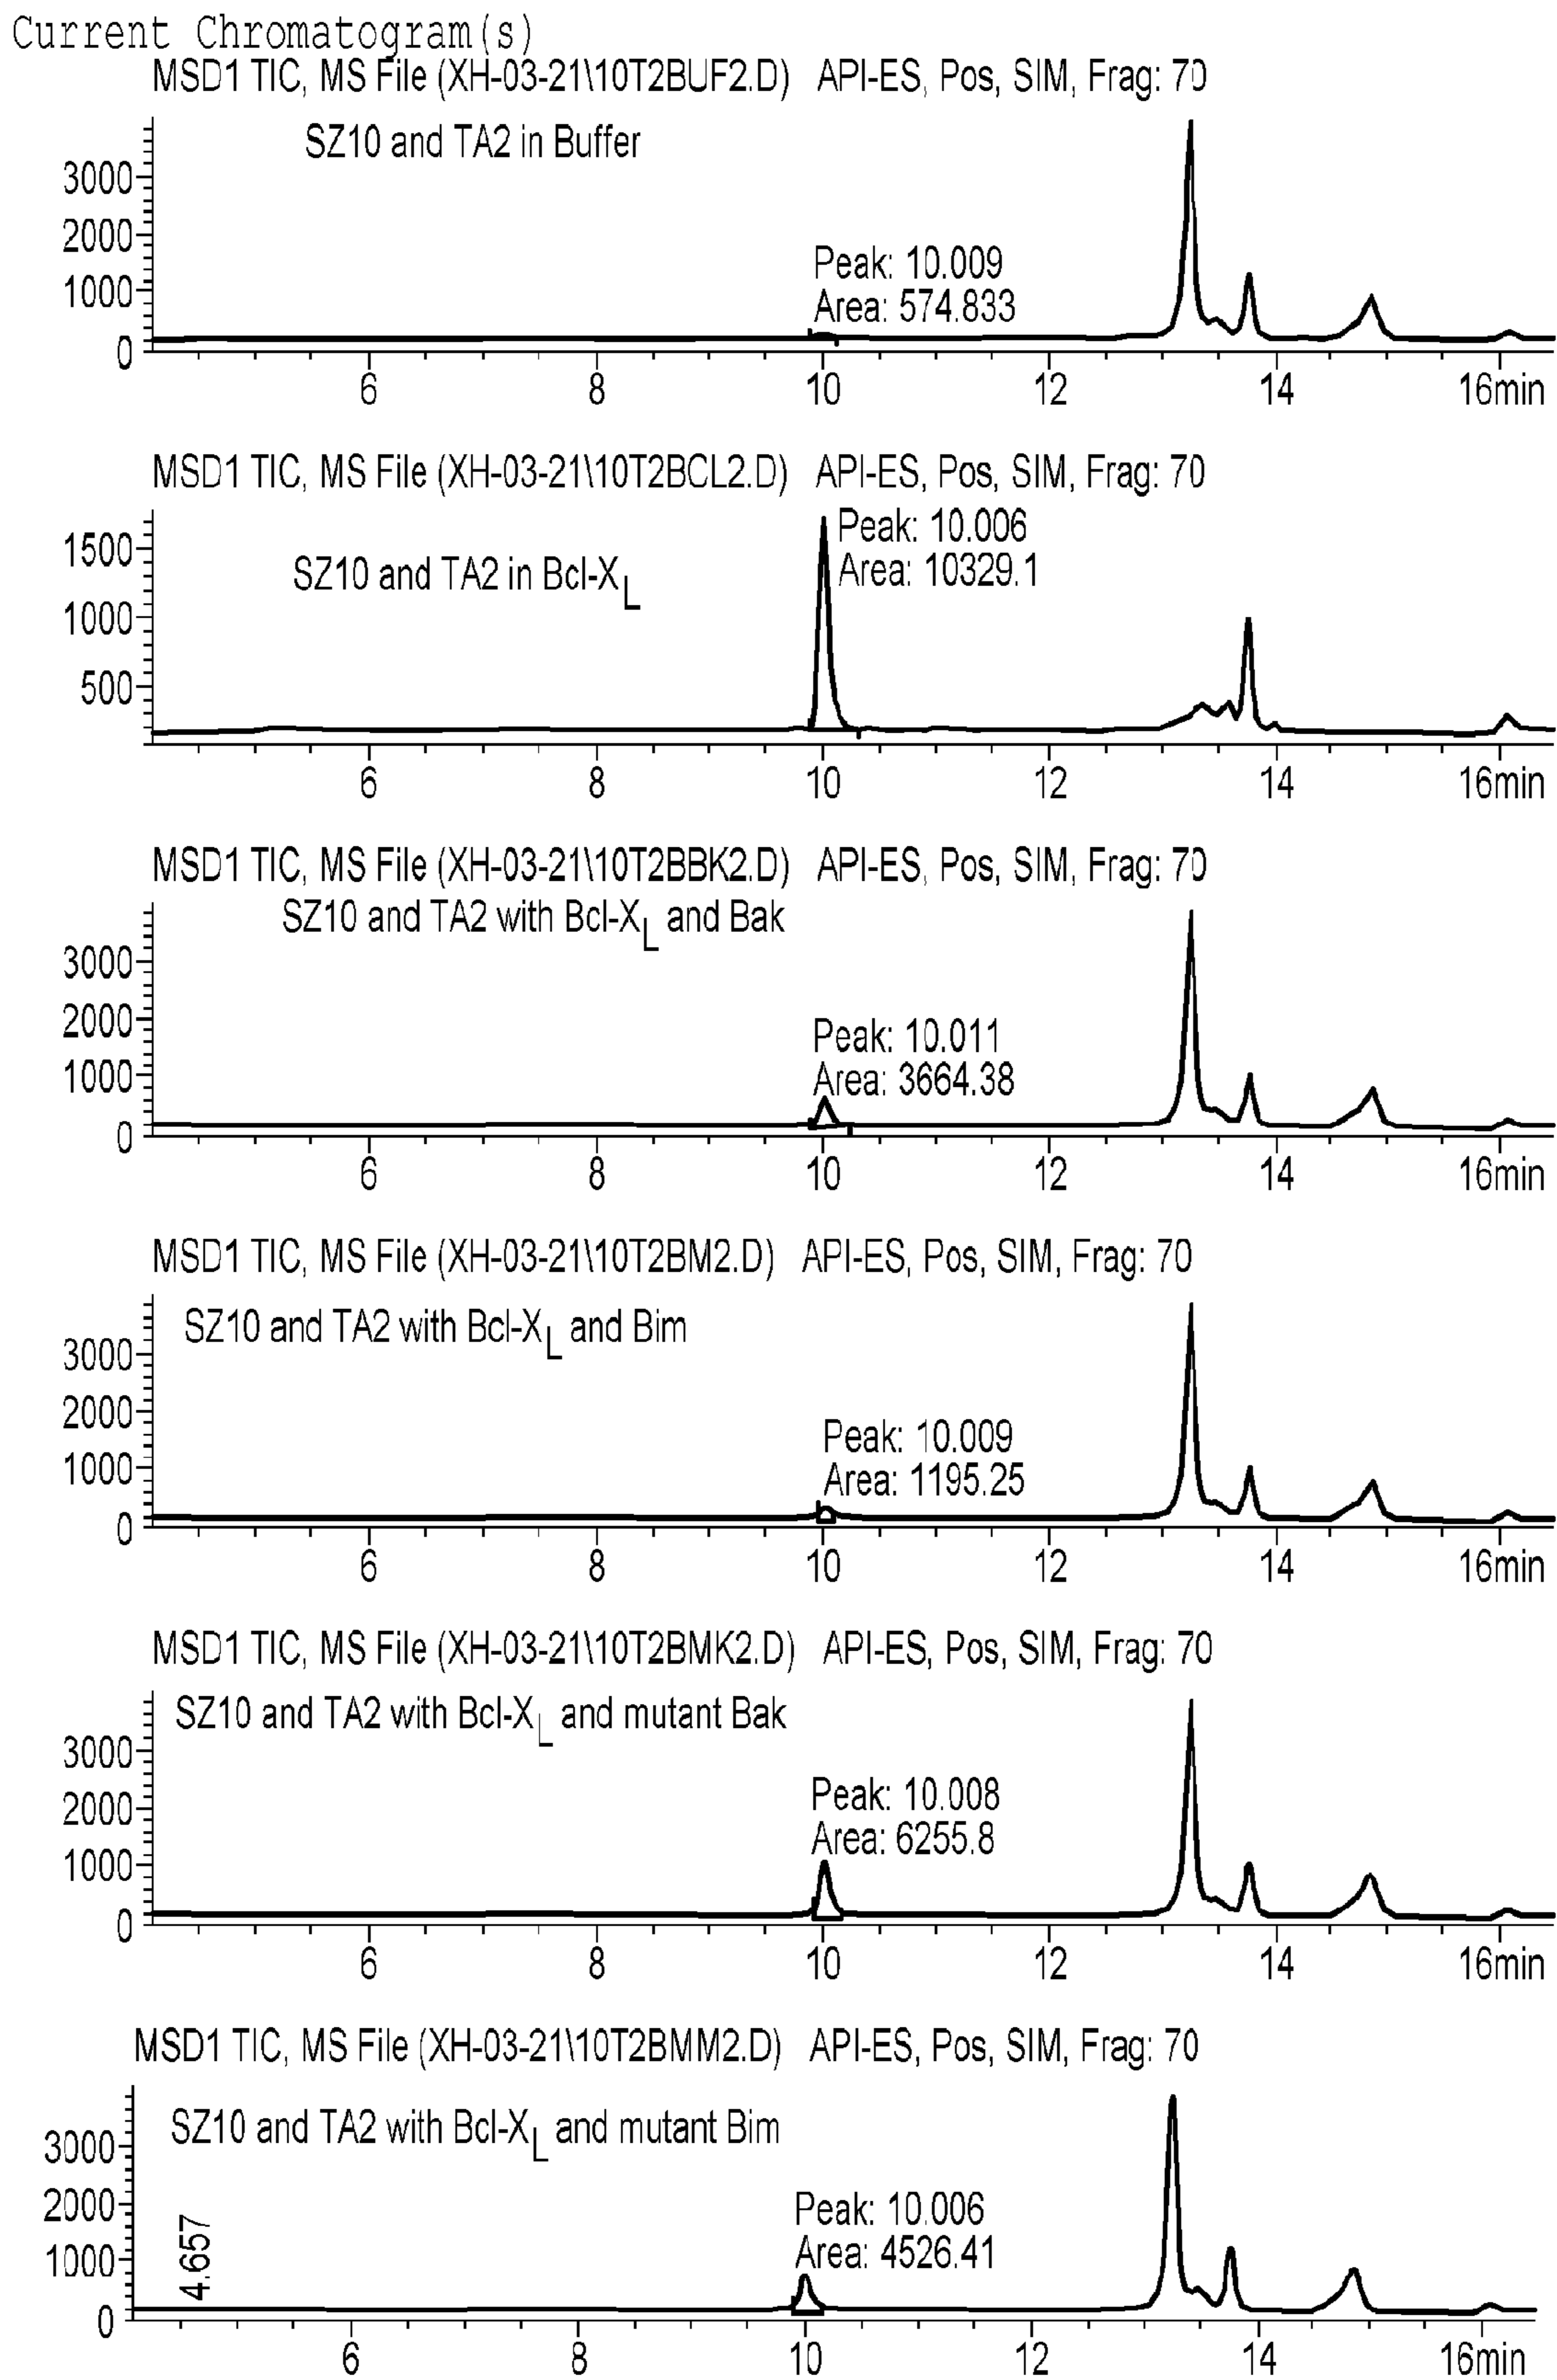 Current Chromatogram(s)
MSD1 TIC, MS File (XH-03-21\10T2BUF2.D) API-ES, Pos, SIM, Frag: 70
SZ10 and TA2 in Buffer
3000
2000
Peak: 10.009
1000
Area: 574.833
0
6 8 10 12 14 16min
MSD1 TIC, MS File (XH-03-21\10T2BCL2.D) API-ES, Pos, SIM, Frag: 70
Peak: 10.006
1500
SZ10 and TA2 in Bcl-XL
Area: 10329.1
1000
500
6 8 10 12 14 16min
MSD1 TIC, MS File (XH-03-21\10T2BBK2.D) API-ES, Pos, SIM, Frag: 70
SZ10 and TA2 with Bcl-XL and Bak
3000
2000
Peak: 10.011
1000
Area: 3664.38
0
6 8 10 12 14 16min
MSD1 TIC, MS File (XH-03-21\10T2BM2.D) API-ES, Pos, SIM, Frag: 70
SZ10 and TA2 with Bcl-XL and Bim
3000
2000
Peak: 10.009
1000
Area: 1195.25
0
6 8 10 12 14 16min
MSD1 TIC, MS File (XH-03-21\10T2BMK2.D) API-ES, Pos, SIM, Frag: 70
SZ10 and TA2 with Bcl-XL and mutant Bak
3000
2000
Peak: 10.008
Area: 6255.8
1000
0
6 8 10 12 14 16min
MSD1 TIC, MS File (XH-03-21\10T2BMM2.D) API-ES, Pos, SIM, Frag: 70
SZ10 and TA2 with Bcl-XL and mutant Bim
3000
2000
Peak: 10.006
4.657
Area: 4526.41
1000
0
6 8 10 12 14 16min